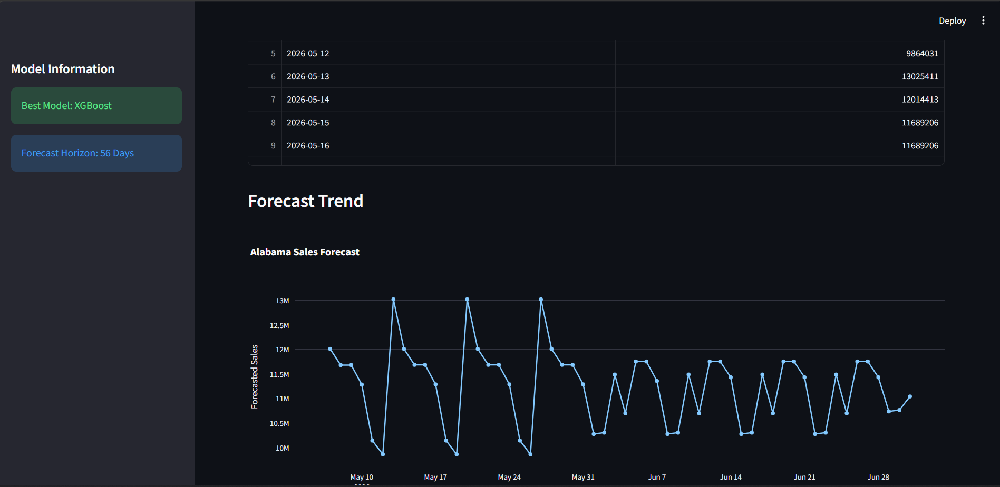 Deploy
Model Information
Best Model: XGBoost
Forecast Horizon: 56 Days
5 2026-05-12 9864031
6 2026-05-13 13025411
7 2026-05-14 12014413
8 2026-05-15 11689206
9 2026-05-16 11689206
Forecast Trend
Alabama Sales Forecast
Forecasted Sales
13M
12.5M
12M
11.5M
11M
10.5M
10M
May 10 May 17 May 24 May 31 Jun 7 Jun 14 Jun 21 Jun 28